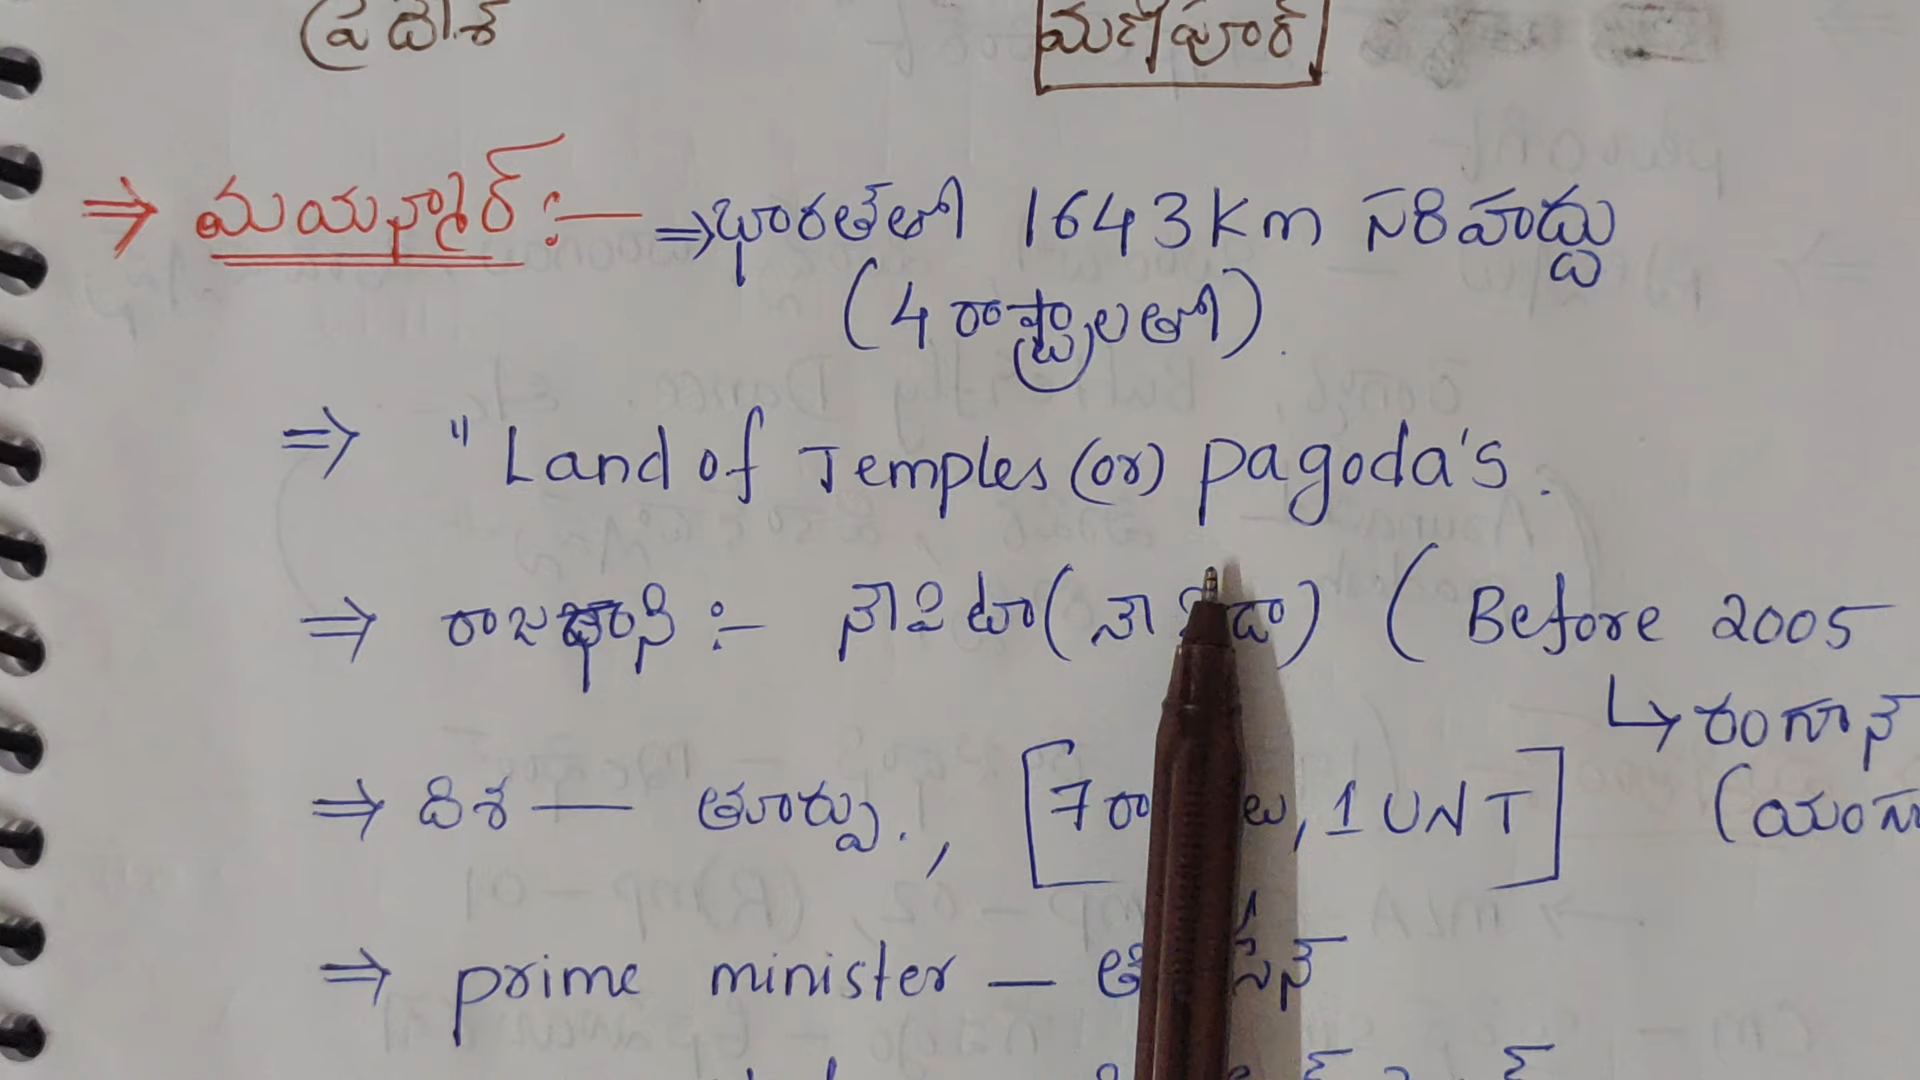 ప్రదేశ్ మణిపూర్
⇒ మయన్మార్ :— ⇒ భారత్‌తో 1643 Km సరిహద్దు
(4 రాష్ట్రాలతో)
⇒ "Land of Temples (or) pagoda's.
⇒ రాజధాని :- నౌపిటా ( Before 2005
↳ రంగూన్
⇒ దిశ — తూర్పు., [7 1 UNT]
⇒ prime minister —